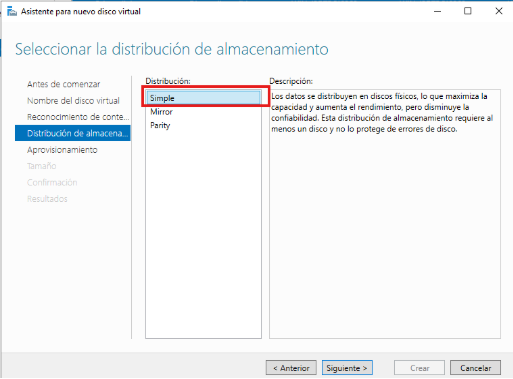 Asistente para nuevo disco virtual
Seleccionar la distribución de almacenamiento
Antes de comenzar
Nombre del disco virtual
Reconocimiento de conte...
Distribución de almacena...
Aprovisionamiento
Tamaño
Confirmación
Resultados
Distribución:
Simple
Mirror
Parity
Descripción:
Los datos se distribuyen en discos físicos, lo que maximiza la
capacidad y aumenta el rendimiento, pero disminuye la
confiabilidad. Esta distribución de almacenamiento requiere al
menos un disco y no lo protege de errores de disco.
< Anterior
Siguiente >
Crear
Cancelar